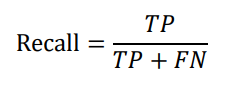 Recall = TP / TP + FN